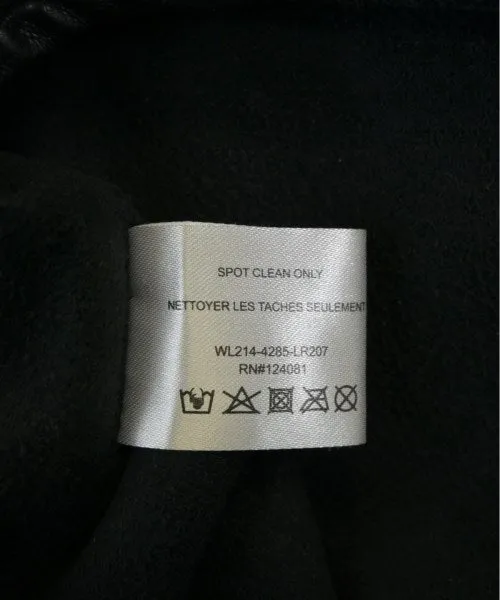 SPOT CLEAN ONLY
NETTOYER LES TACHES SEULEMENT
WL214-4285-LR207
RN#124081